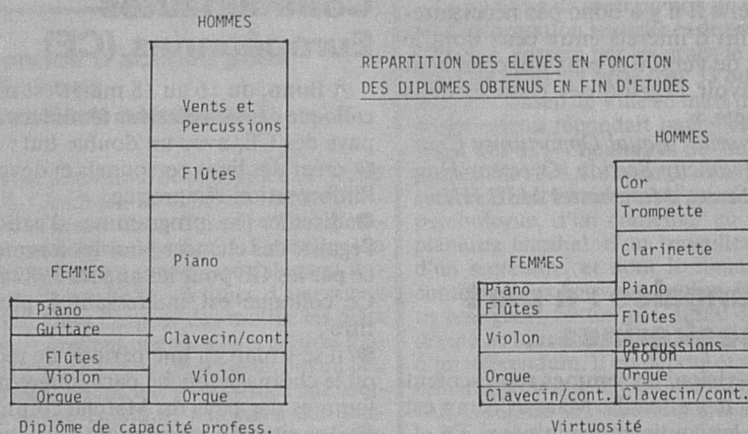 HOMMES
REPARTITION DES ELEVES EN FONCTION
DES DIPLOMES OBTENUS EN FIN D'ETUDES
Vents et
Percussions
Flûtes
Piano
Clavecin/cont
Violon
Orgue
FEMMES
Piano
Guitare
Flûtes
Violon
Orgue
Diplôme de capacité profess.
FEMMES
Piano
Flûtes
Violon
Orgue
Clavecin/cont.
HOMMES
Cor
Trompette
Clarinette
Piano
Flûtes
Percussions
Violon
Orgue
Clavecin/cont.
Virtuosité